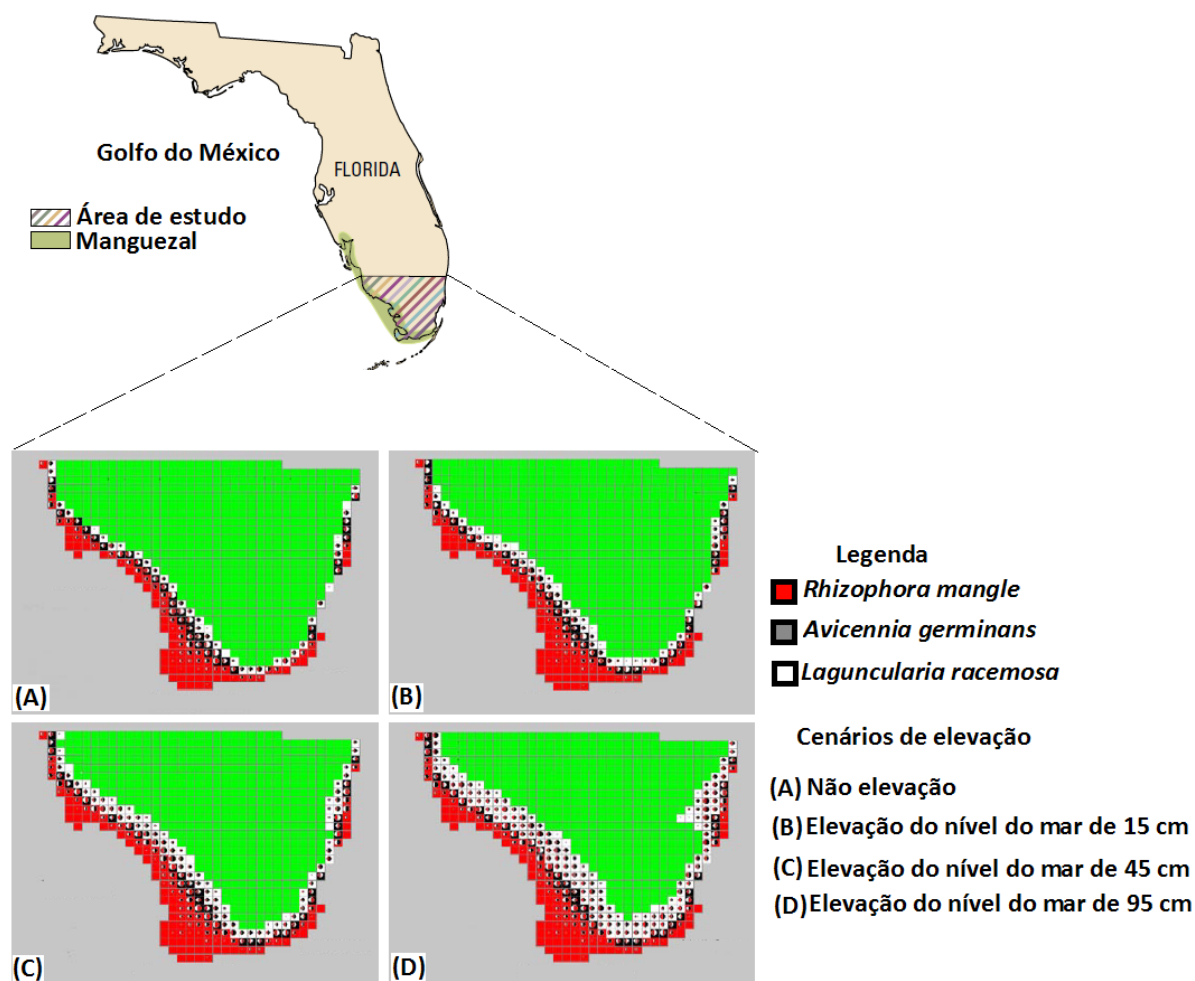 Golfo do México
FLORIDA
Área de estudo
Manguezal
(A)
(B)
(C)
(D)
Legenda
Rhizophora mangle
Avicennia germinans
Laguncularia racemosa
Cenários de elevação
(A) Não elevação
(B) Elevação do nível do mar de 15 cm
(C) Elevação do nível do mar de 45 cm
(D) Elevação do nível do mar de 95 cm